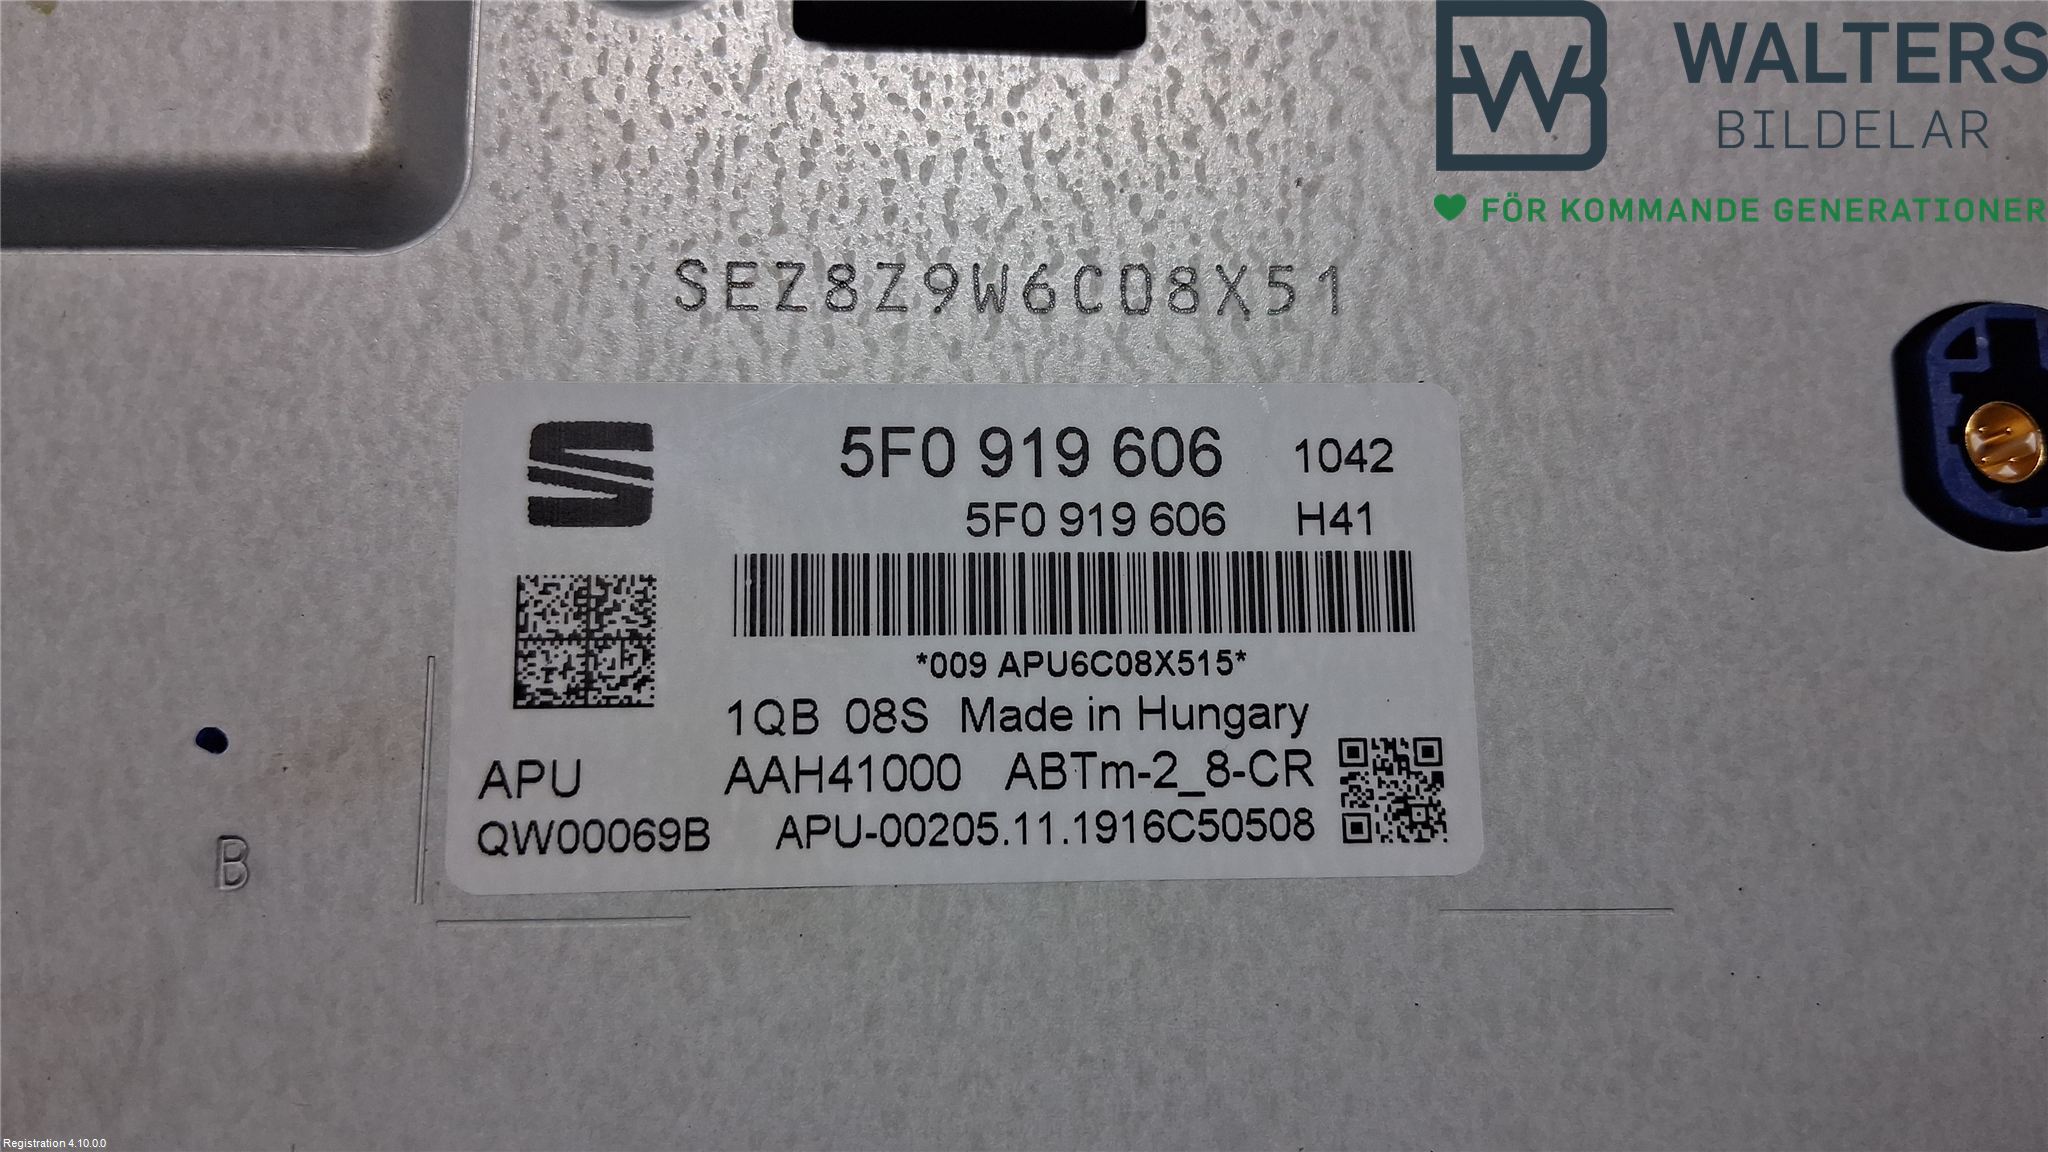 WALTERS
BILDELAR
FÖR KOMMANDE GENERATIONER
SEZ8Z9W6C08X51
5F0 919 606 1042
5F0 919 606 H41
*009 APU6C08X515*
1QB 08S Made in Hungary
APU AAH41000 ABTm-2_8-CR
QW00069B APU-00205.11.1916C50508
B
Registration 4.10.0.0